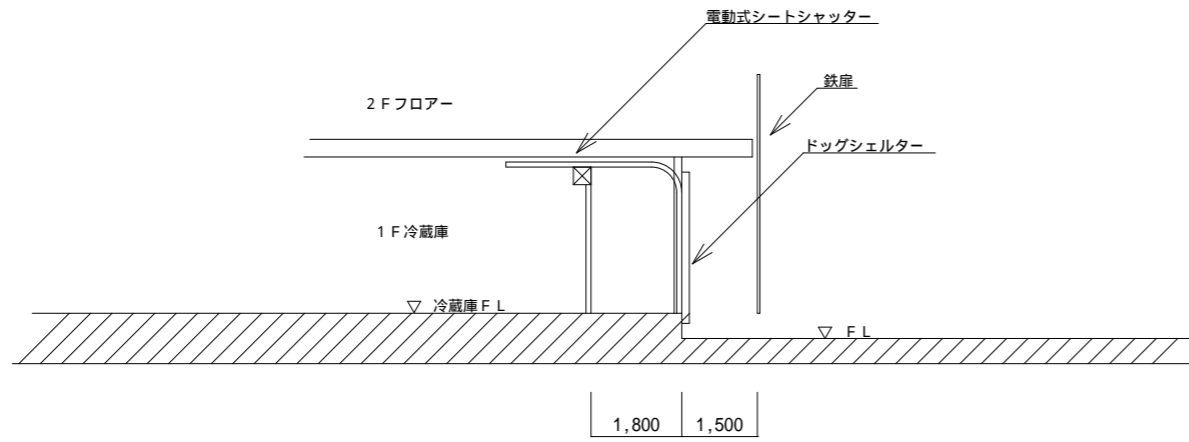 電動式シートシャッター
鉄扉
2Fフロアー
ドッグシェルター
1F冷蔵庫
▽ 冷蔵庫FL
▽ FL
1,800 1,500